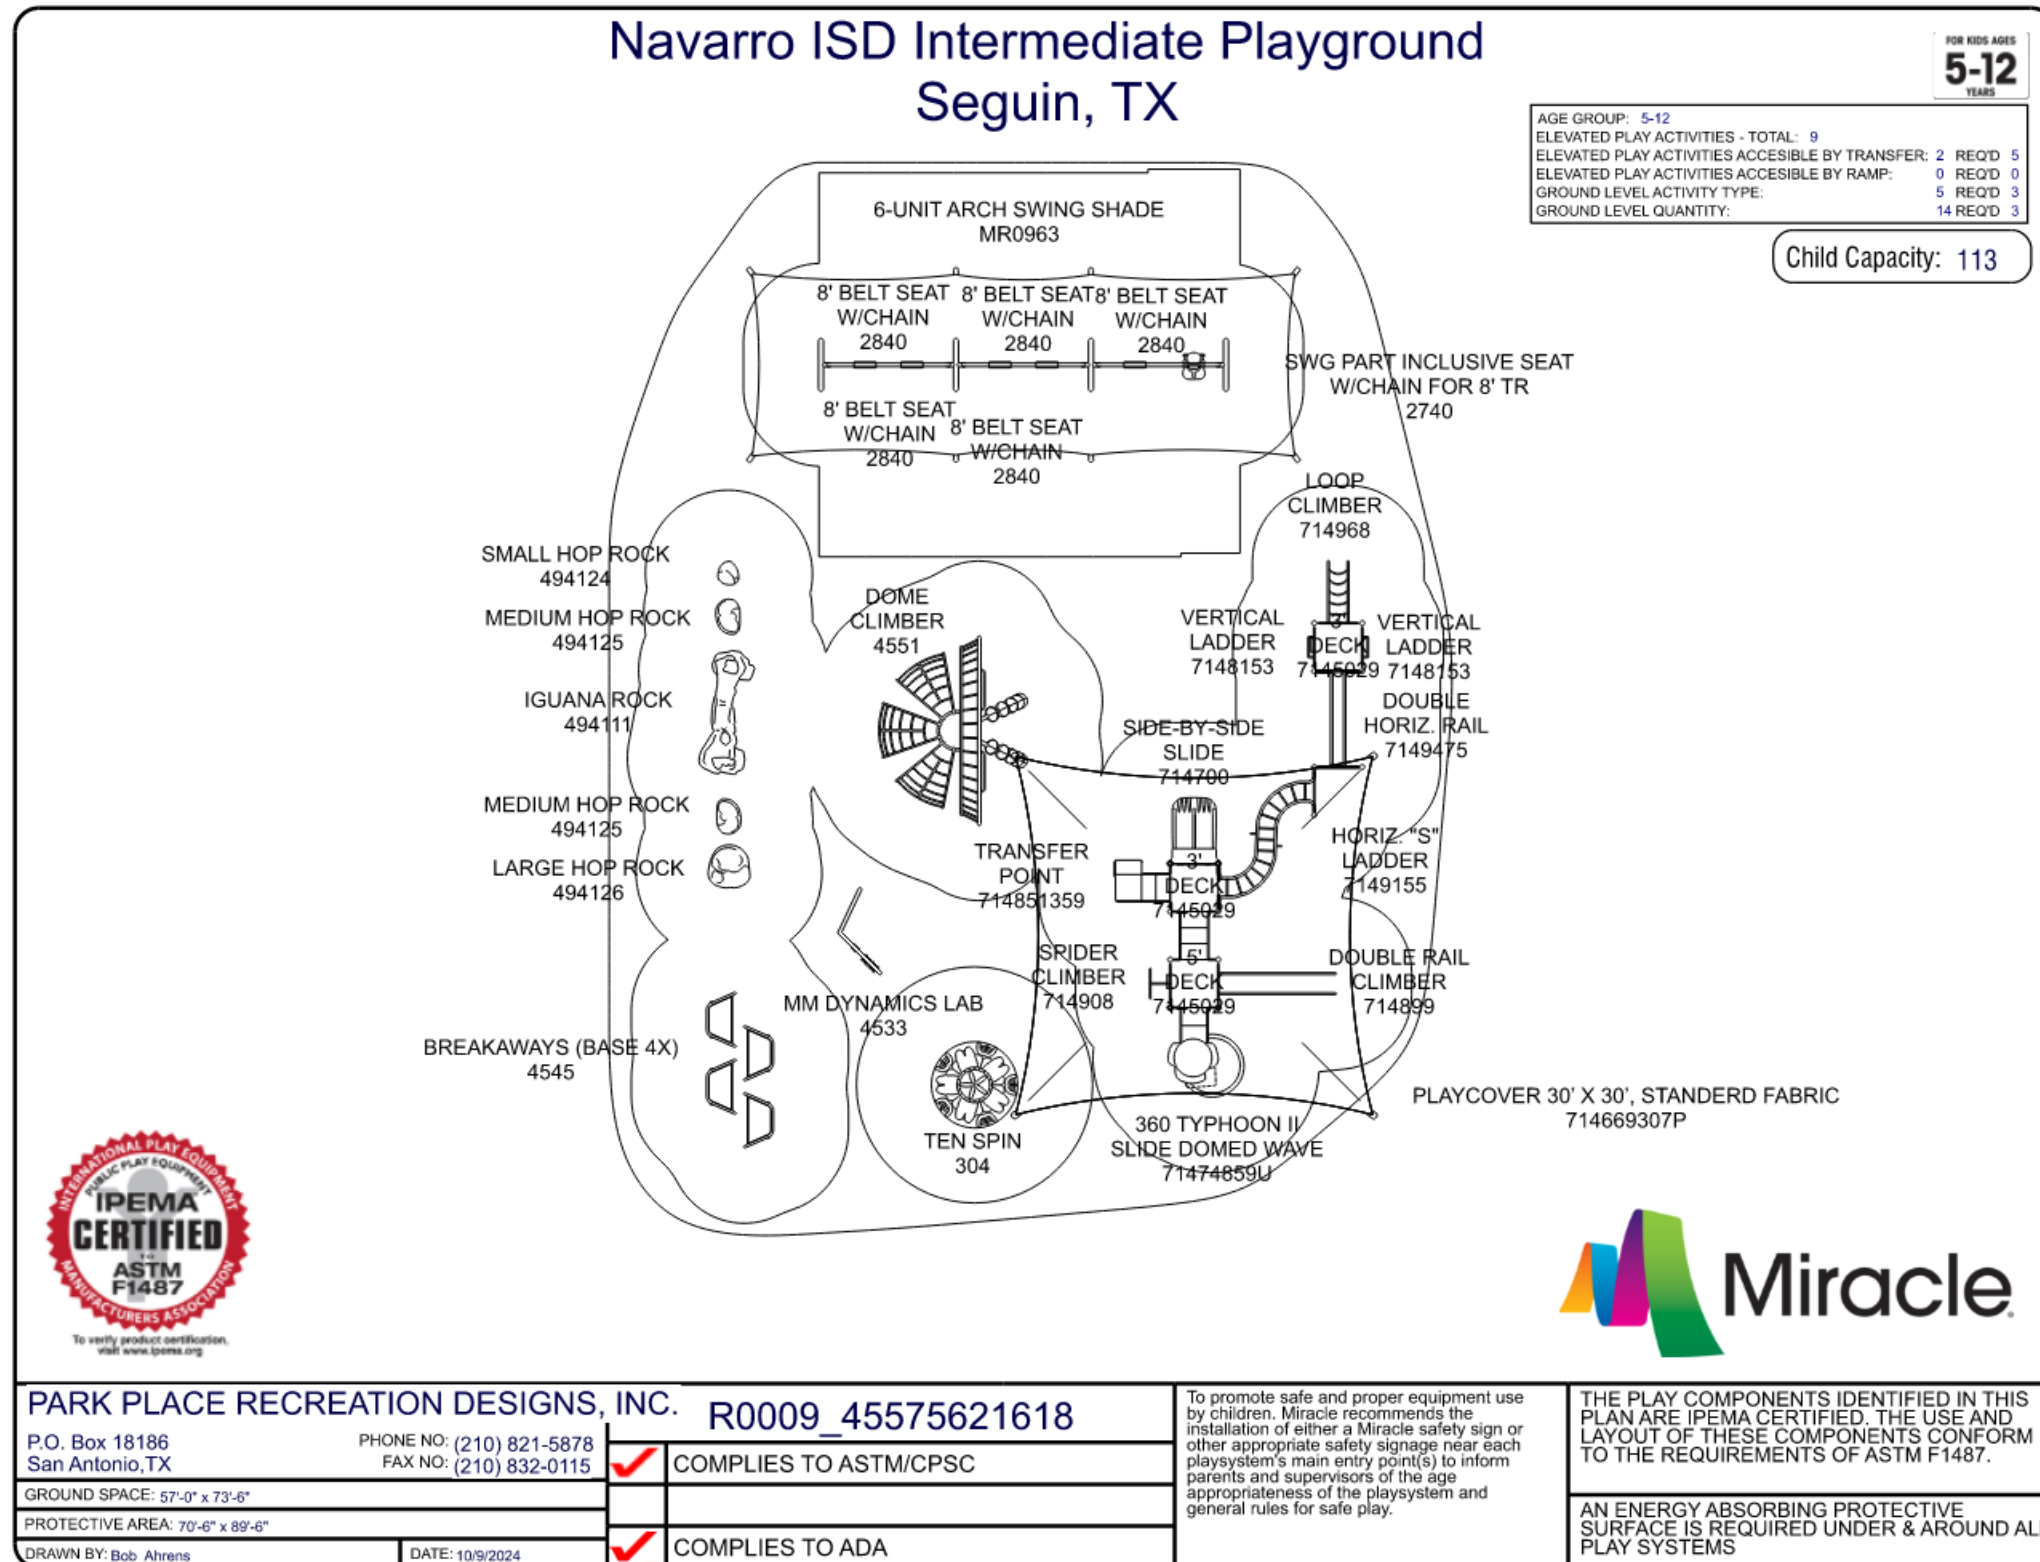 Navarro ISD Intermediate Playground
Seguin, TX
FOR KIDS AGES
5-12
YEARS
AGE GROUP: 5-12
ELEVATED PLAY ACTIVITIES - TOTAL: 9
ELEVATED PLAY ACTIVITIES ACCESIBLE BY TRANSFER: 2 REQ'D 5
ELEVATED PLAY ACTIVITIES ACCESIBLE BY RAMP: 0 REQ'D 0
GROUND LEVEL ACTIVITY TYPE: 5 REQ'D 3
GROUND LEVEL QUANTITY: 14 REQ'D 3
Child Capacity: 113
6-UNIT ARCH SWING SHADE
MR0963
8' BELT SEAT
W/CHAIN
2840
8' BELT SEAT
W/CHAIN
2840
8' BELT SEAT
W/CHAIN
2840
SWG PART INCLUSIVE SEAT
W/CHAIN FOR 8' TR
2740
8' BELT SEAT
W/CHAIN
2840
8' BELT SEAT
W/CHAIN
2840
LOOP
CLIMBER
714968
SMALL HOP ROCK
494124
MEDIUM HOP ROCK
494125
DOME
CLIMBER
4551
VERTICAL
LADDER
7148153
3'
DECK
7145029
VERTICAL
LADDER
7148153
IGUANA ROCK
494111
DOUBLE
HORIZ. RAIL
7149475
SIDE-BY-SIDE
SLIDE
714700
MEDIUM HOP ROCK
494125
LARGE HOP ROCK
494126
TRANSFER
POINT
714851359
3'
DECK
7145029
HORIZ. "S"
LADDER
7149155
SPIDER
CLIMBER
714908
5'
DECK
7145029
DOUBLE RAIL
CLIMBER
714899
MM DYNAMICS LAB
4533
BREAKAWAYS (BASE 4X)
4545
TEN SPIN
304
360 TYPHOON II
SLIDE DOMED WAVE
71474859U
PLAYCOVER 30' X 30', STANDERD FABRIC
714669307P
INTERNATIONAL PLAY EQUIPMENT
PUBLIC PLAY EQUIPMENT
IPEMA
CERTIFIED
TO
ASTM
F1487
MANUFACTURERS ASSOCIATION
To verify product certification,
visit www.ipema.org
Miracle
PARK PLACE RECREATION DESIGNS, INC.
P.O. Box 18186
San Antonio,TX
PHONE NO: (210) 821-5878
FAX NO: (210) 832-0115
GROUND SPACE: 57'-0" x 73'-6"
PROTECTIVE AREA: 70'-6" x 89'-6"
DRAWN BY: Bob Ahrens
DATE: 10/9/2024
R0009_45575621618
COMPLIES TO ASTM/CPSC
COMPLIES TO ADA
To promote safe and proper equipment use
by children. Miracle recommends the
installation of either a Miracle safety sign or
other appropriate safety signage near each
playsystem's main entry point(s) to inform
parents and supervisors of the age
appropriateness of the playsystem and
general rules for safe play.
THE PLAY COMPONENTS IDENTIFIED IN THIS
PLAN ARE IPEMA CERTIFIED. THE USE AND
LAYOUT OF THESE COMPONENTS CONFORM
TO THE REQUIREMENTS OF ASTM F1487.
AN ENERGY ABSORBING PROTECTIVE
SURFACE IS REQUIRED UNDER & AROUND AL
PLAY SYSTEMS